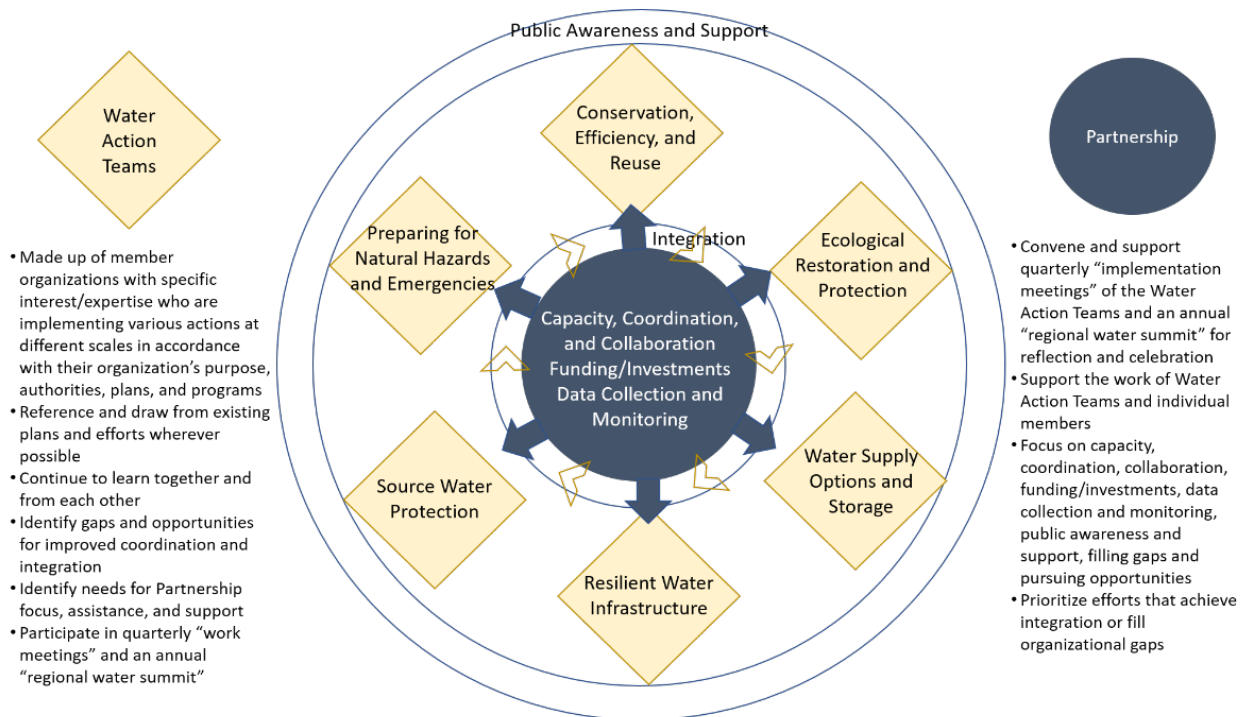 Public Awareness and Support
Water
Action
Teams
• Made up of member
organizations with specific
interest/expertise who are
implementing various actions at
different scales in accordance
with their organization’s purpose,
authorities, plans, and programs
• Reference and draw from existing
plans and efforts wherever
possible
• Continue to learn together and
from each other
• Identify gaps and opportunities
for improved coordination and
integration
• Identify needs for Partnership
focus, assistance, and support
• Participate in quarterly “work
meetings” and an annual
“regional water summit”
Conservation,
Efficiency, and
Reuse
Preparing for
Natural Hazards
and Emergencies
Integration
Ecological
Restoration and
Protection
Capacity, Coordination,
and Collaboration
Funding/Investments
Data Collection and
Monitoring
Source Water
Protection
Water Supply
Options and
Storage
Resilient Water
Infrastructure
Partnership
• Convene and support
quarterly “implementation
meetings” of the Water
Action Teams and an annual
“regional water summit” for
reflection and celebration
• Support the work of Water
Action Teams and individual
members
• Focus on capacity,
coordination, collaboration,
funding/investments, data
collection and monitoring,
public awareness and
support, filling gaps and
pursuing opportunities
• Prioritize efforts that achieve
integration or fill
organizational gaps